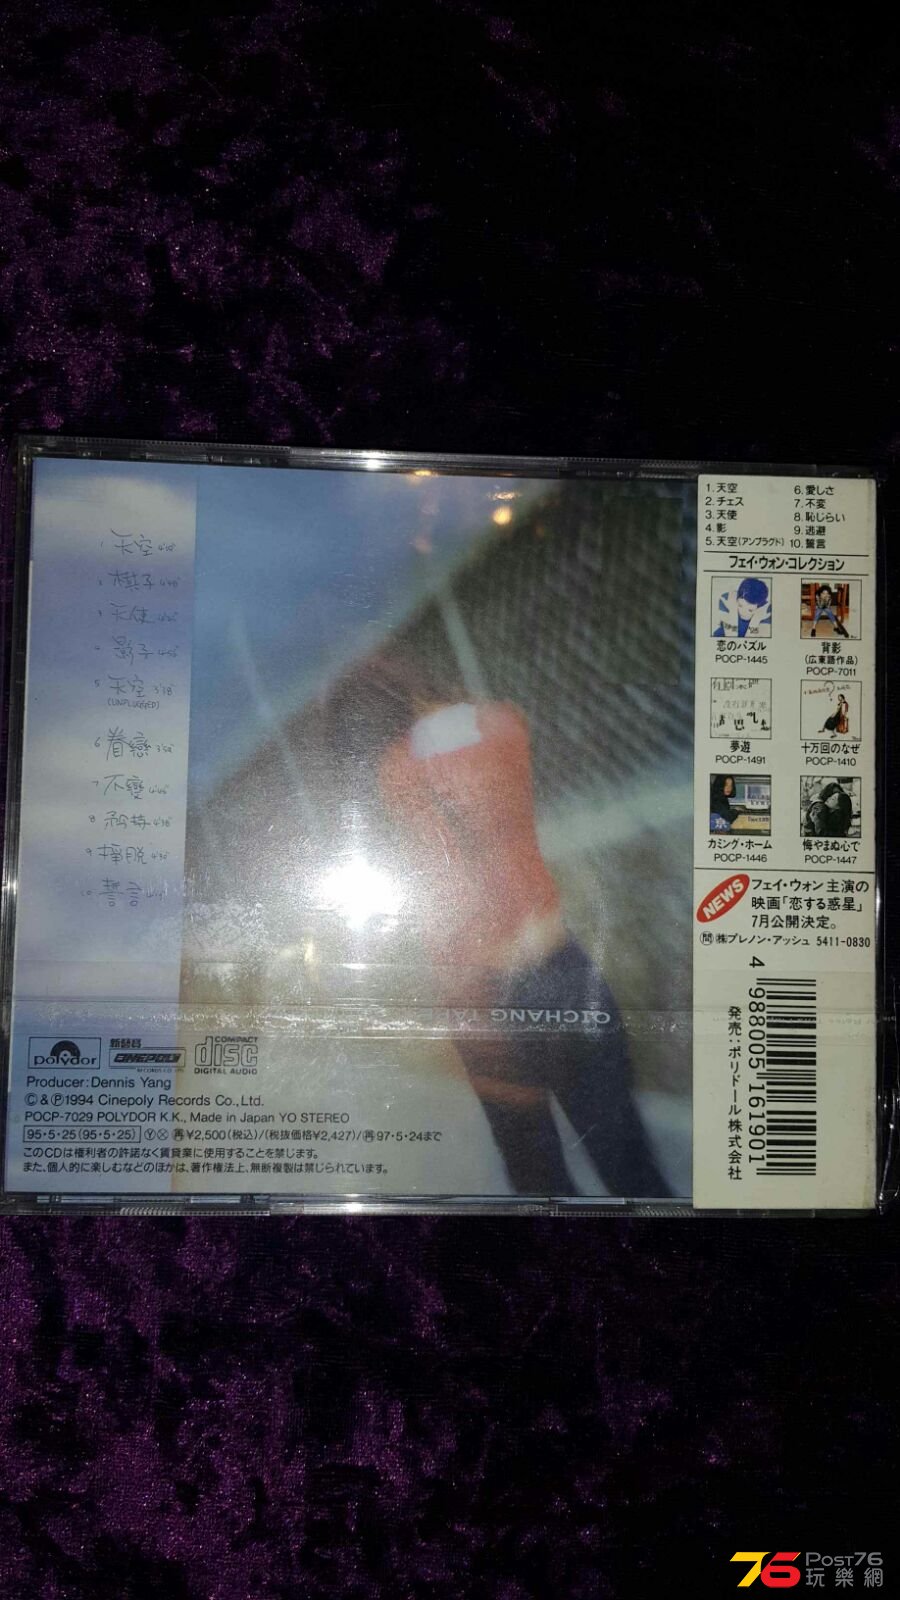 1 天空
2 棋子 4'40"
3 天使
4 影子 4'56"
5 天空 3'38"
(UNPLUGGED)
6 眷戀
7 不變 4'46"
8 矜持 4'38"
9 掙脫 4'32"
10 誓言
QICHANG TAPE
polydor
新藝寶
CINEPOLY
RECORDS CO. LTD.
COMPACT
disc
DIGITAL AUDIO
Producer: Dennis Yang
©&℗1994 Cinepoly Records Co., Ltd.
POCP-7029 POLYDOR K.K., Made in Japan YO STEREO
95・5・25(95・5・25) Ⓨ⊗ 再¥2,500(税込)/(税抜価格¥2,427)/再97・5・24まで
このCDは権利者の許諾なく賃貸業に使用することを禁じます。
また、個人的に楽しむなどのほかは、著作権法上、無断複製は禁じられています。
1. 天空
2. チェス
3. 天使
4. 影
5. 天空(アンプラグド)
6. 愛しさ
7. 不変
8. 恥じらい
9. 逃避
10. 誓言
フェイ・ウォン・コレクション
恋のパズル
POCP-1445
背影
(広東語作品)
POCP-7011
夢遊
POCP-1491
十万回のなぜ
POCP-1410
カミング・ホーム
POCP-1446
悔やまぬ心で
POCP-1447
NEWS
フェイ・ウォン主演の
映画「恋する惑星」
7月公開決定。
問 ㈱プレノン・アッシュ 5411-0830
4 988005 161901
発売:ポリドール株式会社
76 POST76
玩樂網